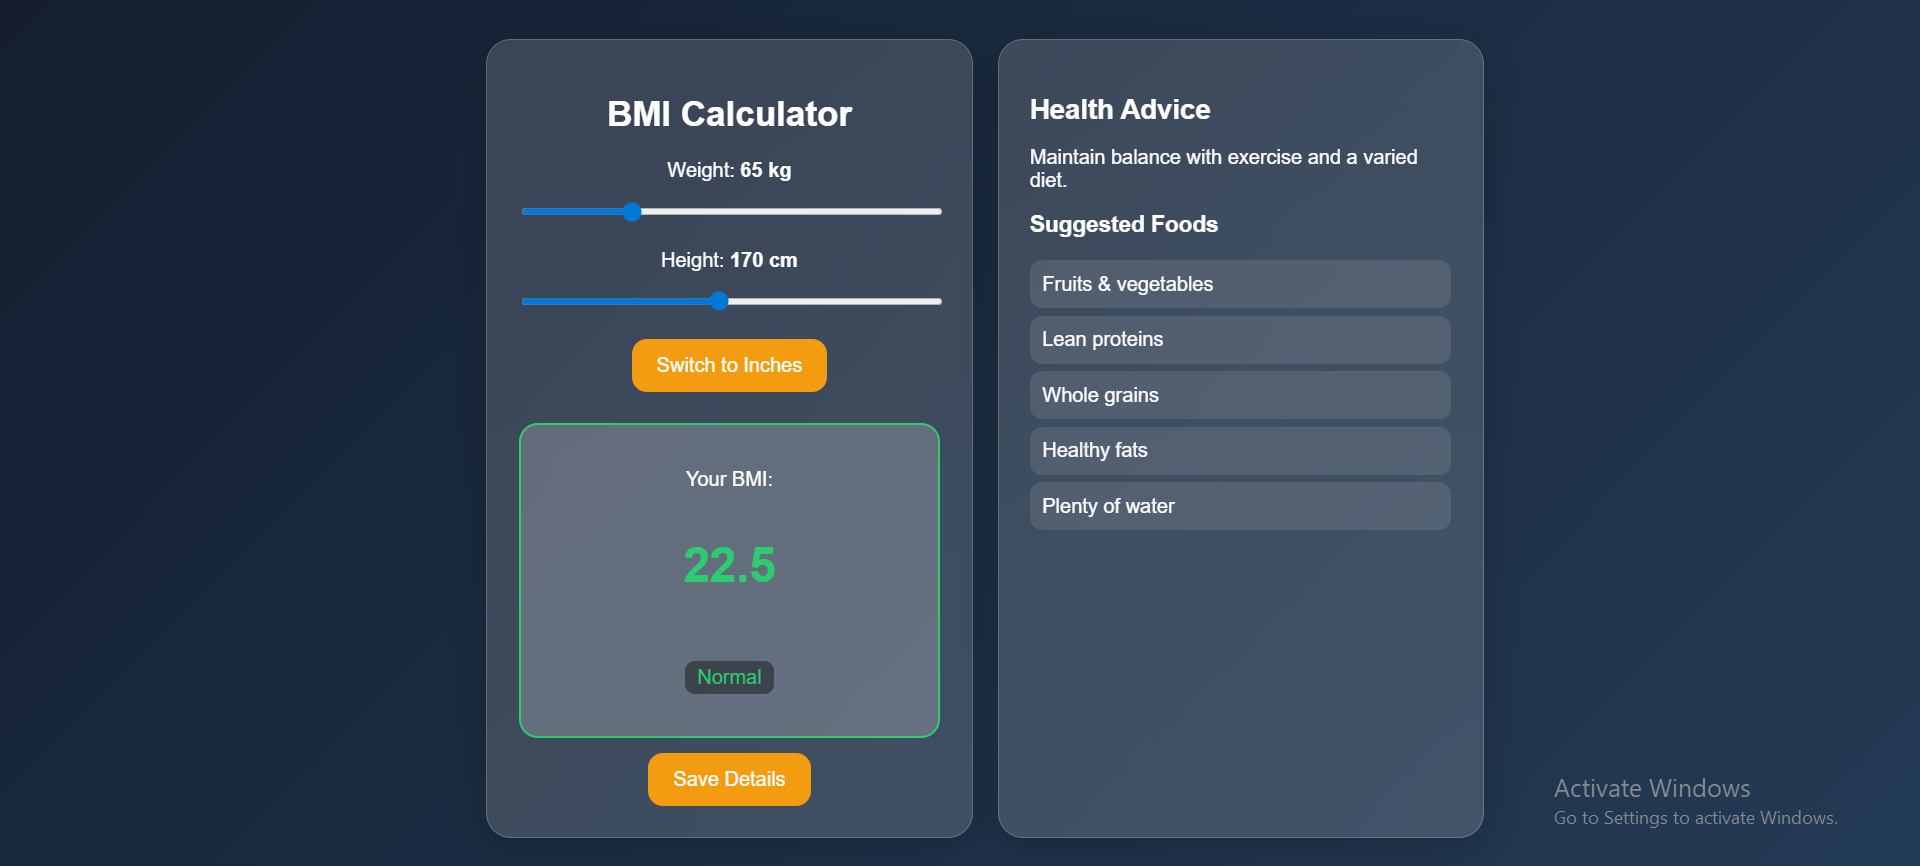 BMI Calculator
Weight: 65 kg
Height: 170 cm
Switch to Inches
Your BMI:
22.5
Normal
Save Details
Health Advice
Maintain balance with exercise and a varied
diet.
Suggested Foods
Fruits & vegetables
Lean proteins
Whole grains
Healthy fats
Plenty of water
Activate Windows
Go to Settings to activate Windows.